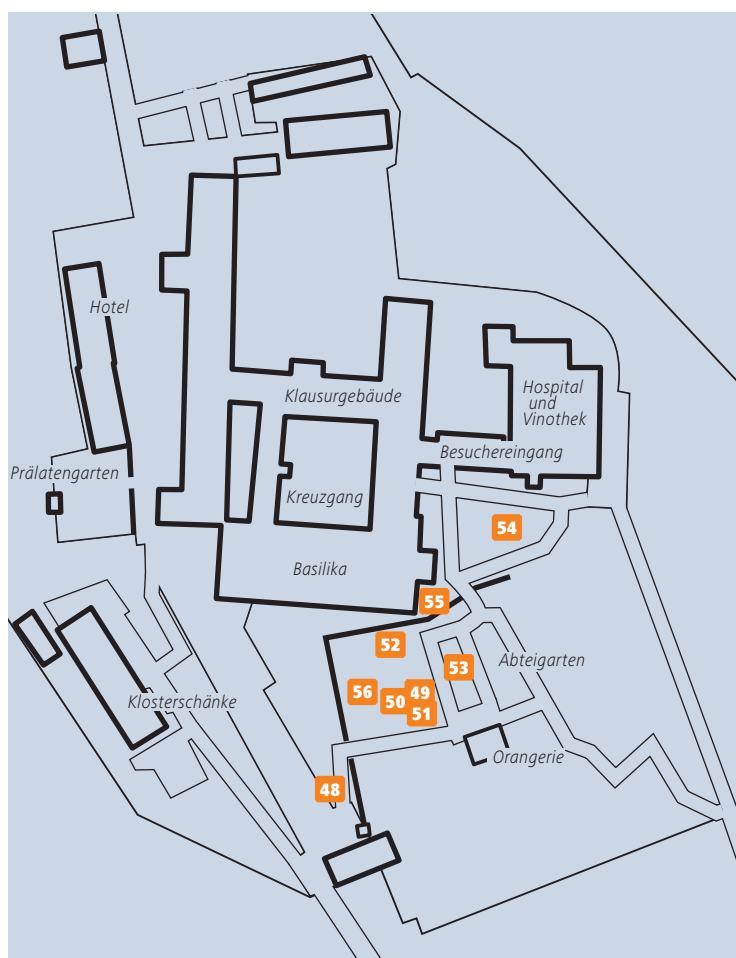 Hotel
Klausurgebäude
Hospital
und
Vinothek
Besuchereingang
Prälatengarten
Kreuzgang
54
Basilika
55
52
53
Abteigarten
56
49
50
51
Klosterschänke
Orangerie
48